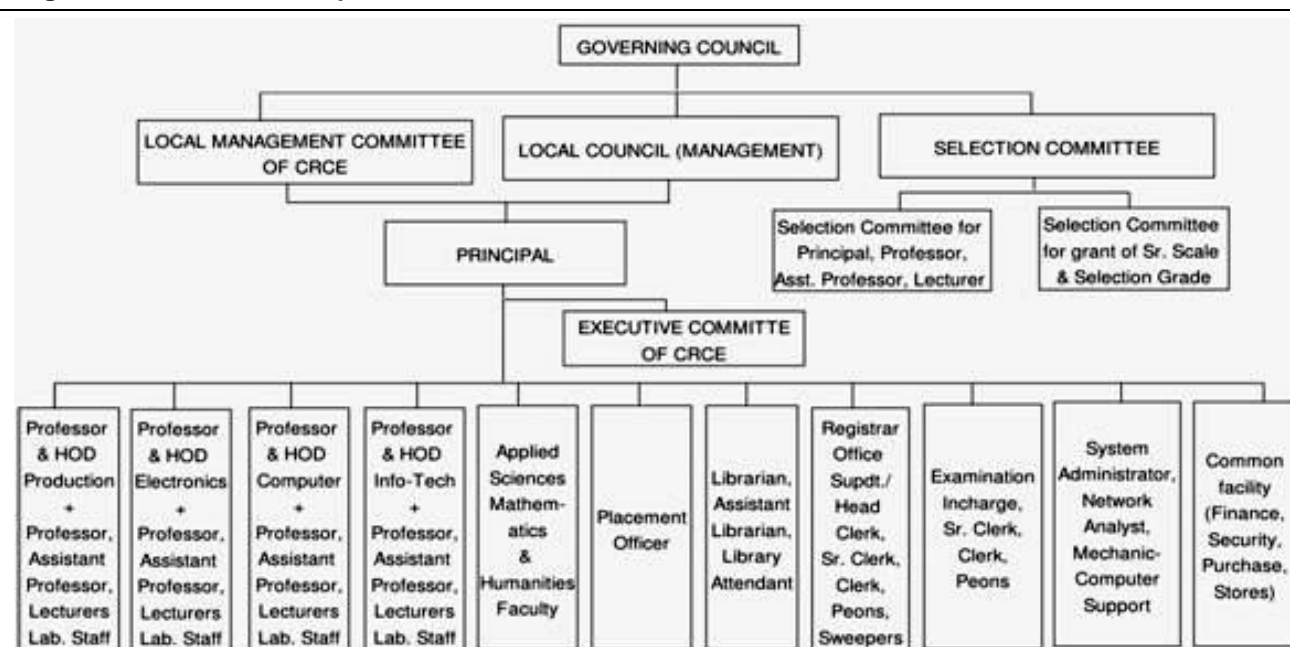 GOVERNING COUNCIL
LOCAL MANAGEMENT COMMITTEE
OF CRCE
LOCAL COUNCIL (MANAGEMENT)
SELECTION COMMITTEE
Selection Committee for
Principal, Professor,
Asst. Professor, Lecturer
Selection Committee
for grant of Sr. Scale
& Selection Grade
PRINCIPAL
EXECUTIVE COMMITTE
OF CRCE
Professor
& HOD
Production
+
Professor,
Assistant
Professor,
Lecturers
Lab. Staff
Professor
& HOD
Electronics
+
Professor,
Assistant
Professor,
Lecturers
Lab. Staff
Professor
& HOD
Computer
+
Professor,
Assistant
Professor,
Lecturers
Lab. Staff
Professor
& HOD
Info-Tech
+
Professor,
Assistant
Professor,
Lecturers
Lab. Staff
Applied
Sciences
Mathem-
atics
&
Humanities
Faculty
Placement
Officer
Librarian,
Assistant
Librarian,
Library
Attendant
Registrar
Office
Supdt./
Head
Clerk,
Sr. Clerk,
Clerk,
Peons,
Sweepers
Examination
Incharge,
Sr. Clerk,
Clerk,
Peons
System
Administrator,
Network
Analyst,
Mechanic-
Computer
Support
Common
facility
(Finance,
Security,
Purchase,
Stores)